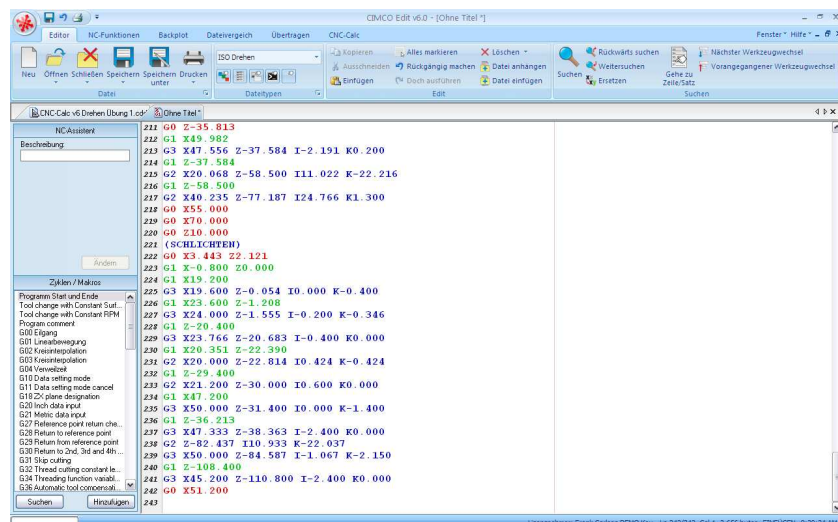 CIMCO Edit v6.0 - [Ohne Titel *]
Editor NC-Funktionen Backplot Dateivergeich Übertragen CNC-Calc Fenster Hilfe
Neu Öffnen Schließen Speichern Speichern unter Drucken
Datei
ISO Drehen
Dateitypen
Kopieren
Ausschneiden
Einfügen
Alles markieren
Rückgängig machen
Doch ausführen
Löschen
Datei anhängen
Datei einfügen
Edit
Suchen
Rückwärts suchen
Weitersuchen
Ersetzen
Gehe zu Zeile/Satz
Nächster Werkzeugwechsel
Vorangegangener Werkzeugwechsel
Suchen
CNC-Calc v6 Drehen Übung 1.cdr Ohne Titel *
NC-Assistent
Beschreibung:
Ändern
Zyklen / Makros
Programm Start und Ende
Tool change with Constant Surf...
Tool change with Constant RPM
Program comment
G00 Eilgang
G01 Linearbewegung
G02 Kreisinterpolation
G03 Kreisinterpolation
G04 Verweilzeit
G10 Data setting mode
G11 Data setting mode cancel
G18 ZX plane designation
G20 Inch data input
G21 Metric data input
G27 Reference point return che...
G28 Return to reference point
G29 Return from reference point
G30 Return to 2nd, 3rd and 4th ...
G31 Skip cutting
G32 Thread cutting constant le...
G34 Threading function variabl...
G36 Automatic tool compensati...
Suchen Hinzufügen
211 G0 Z-35.813
212 G1 X49.982
213 G3 X47.556 Z-37.584 I-2.191 K0.200
214 G1 Z-37.584
215 G2 X20.068 Z-58.500 I11.022 K-22.216
216 G1 Z-58.500
217 G2 X40.235 Z-77.187 I24.766 K1.300
218 G0 X55.000
219 G0 X70.000
220 G0 Z10.000
221 (SCHLICHTEN)
222 G0 X3.443 Z2.121
223 G1 X-0.800 Z0.000
224 G1 X19.200
225 G3 X19.600 Z-0.054 I0.000 K-0.400
226 G1 X23.600 Z-1.208
227 G3 X24.000 Z-1.555 I-0.200 K-0.346
228 G1 Z-20.400
229 G3 X23.766 Z-20.683 I-0.400 K0.000
230 G1 X20.351 Z-22.390
231 G2 X20.000 Z-22.814 I0.424 K-0.424
232 G1 Z-29.400
233 G2 X21.200 Z-30.000 I0.600 K0.000
234 G1 X47.200
235 G3 X50.000 Z-31.400 I0.000 K-1.400
236 G1 Z-36.213
237 G3 X47.333 Z-38.363 I-2.400 K0.000
238 G2 Z-82.437 I10.933 K-22.037
239 G3 X50.000 Z-84.587 I-1.067 K-2.150
240 G1 Z-108.400
241 G3 X45.200 Z-110.800 I-2.400 K0.000
242 G0 X51.200
243